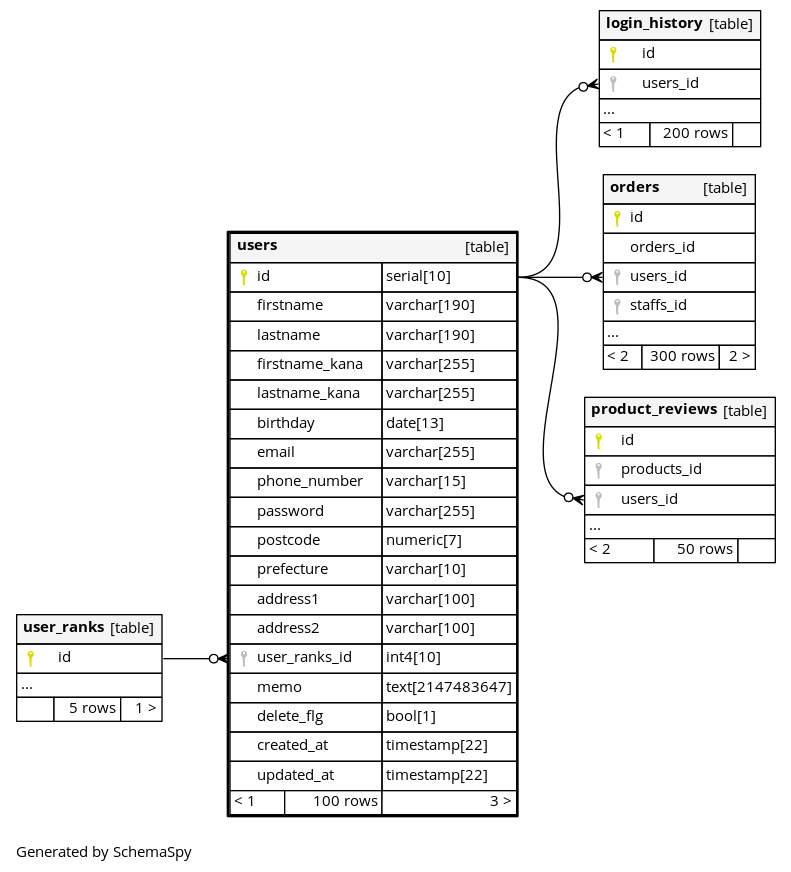 login_history [table]
id
users_id
...
< 1 200 rows
orders [table]
id
orders_id
users_id
staffs_id
...
< 2 300 rows 2 >
product_reviews [table]
id
products_id
users_id
...
< 2 50 rows
users [table]
id serial[10]
firstname varchar[190]
lastname varchar[190]
firstname_kana varchar[255]
lastname_kana varchar[255]
birthday date[13]
email varchar[255]
phone_number varchar[15]
password varchar[255]
postcode numeric[7]
prefecture varchar[10]
address1 varchar[100]
address2 varchar[100]
user_ranks_id int4[10]
memo text[2147483647]
delete_flg bool[1]
created_at timestamp[22]
updated_at timestamp[22]
< 1 100 rows 3 >
user_ranks [table]
id
...
5 rows 1 >
Generated by SchemaSpy